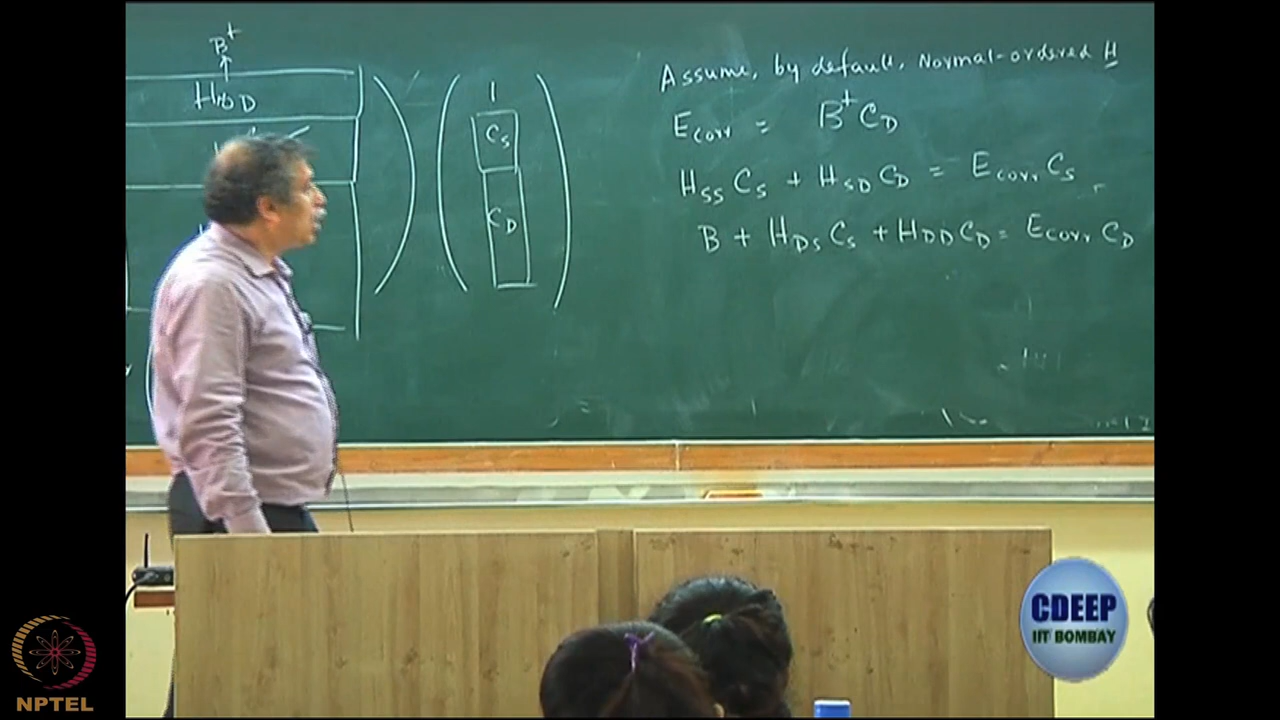 B⁺
H₀D
1
C_S
C_D
Assume, by default, Normal-ordered H
E_corr = B⁺ C_D
H_SS C_S + H_SD C_D = E_corr C_S
B + H_DS C_S + H_DD C_D = E_corr C_D
CDEEP
IIT BOMBAY
NPTEL